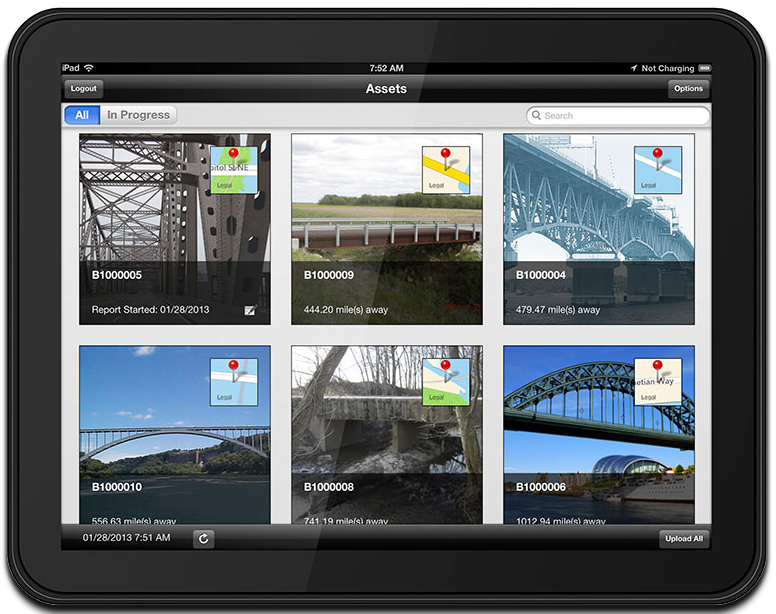 iPad 7:52 AM Not Charging
Logout Assets Options
All In Progress Search
pitol St NE
Legal Legal Legal
B1000005 B1000009 B1000004
Report Started: 01/28/2013 444.20 mile(s) away 479.47 mile(s) away
etian Way
Legal Legal Legal
B1000010 B1000008 B1000006
556.63 mile(s) away 741.19 mile(s) away 1012.94 mile(s) away
01/28/2013 7:51 AM Upload All